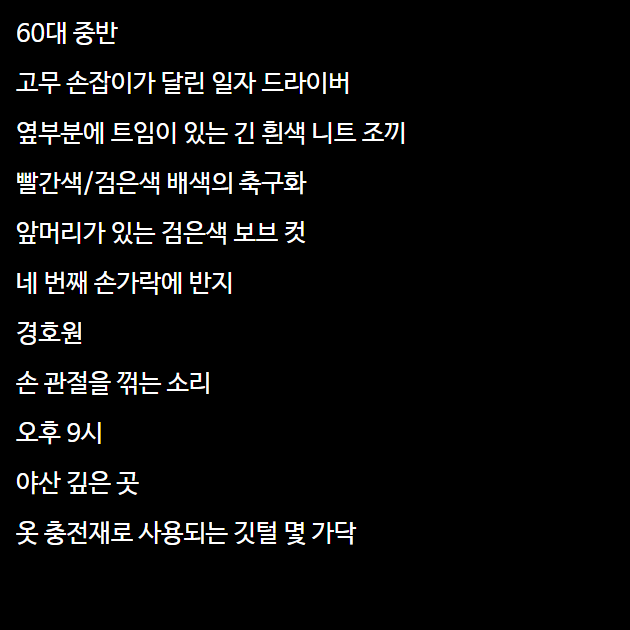 60대 중반
고무 손잡이가 달린 일자 드라이버
옆부분에 트임이 있는 긴 흰색 니트 조끼
빨간색/검은색 배색의 축구화
앞머리가 있는 검은색 보브 컷
네 번째 손가락에 반지
경호원
손 관절을 꺾는 소리
오후 9시
야산 깊은 곳
옷 충전재로 사용되는 깃털 몇 가닥